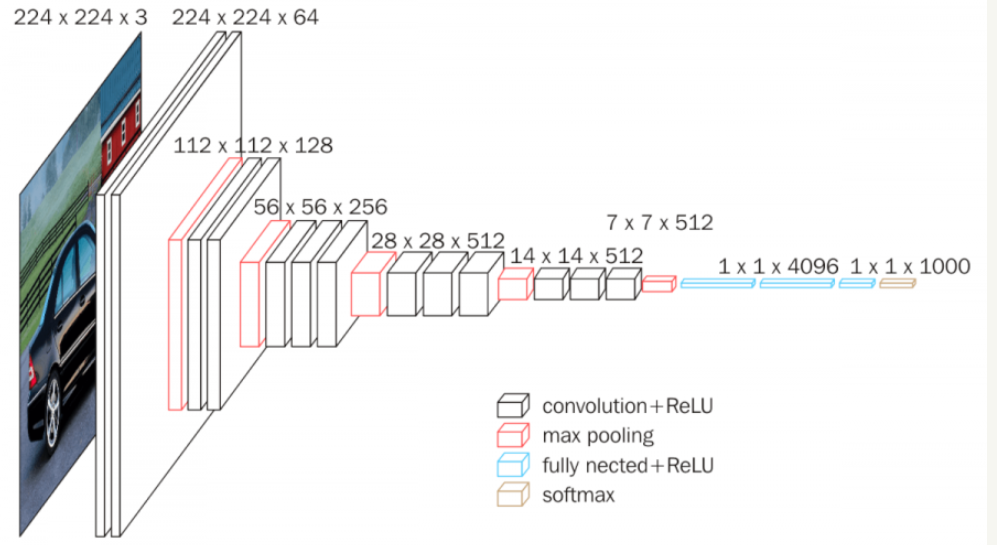 224 x 224 x 3
224 x 224 x 64
112 x 112 x 128
56 x 56 x 256
28 x 28 x 512
14 x 14 x 512
7 x 7 x 512
1 x 1 x 4096
1 x 1 x 1000
convolution+ReLU
max pooling
fully nected+ReLU
softmax